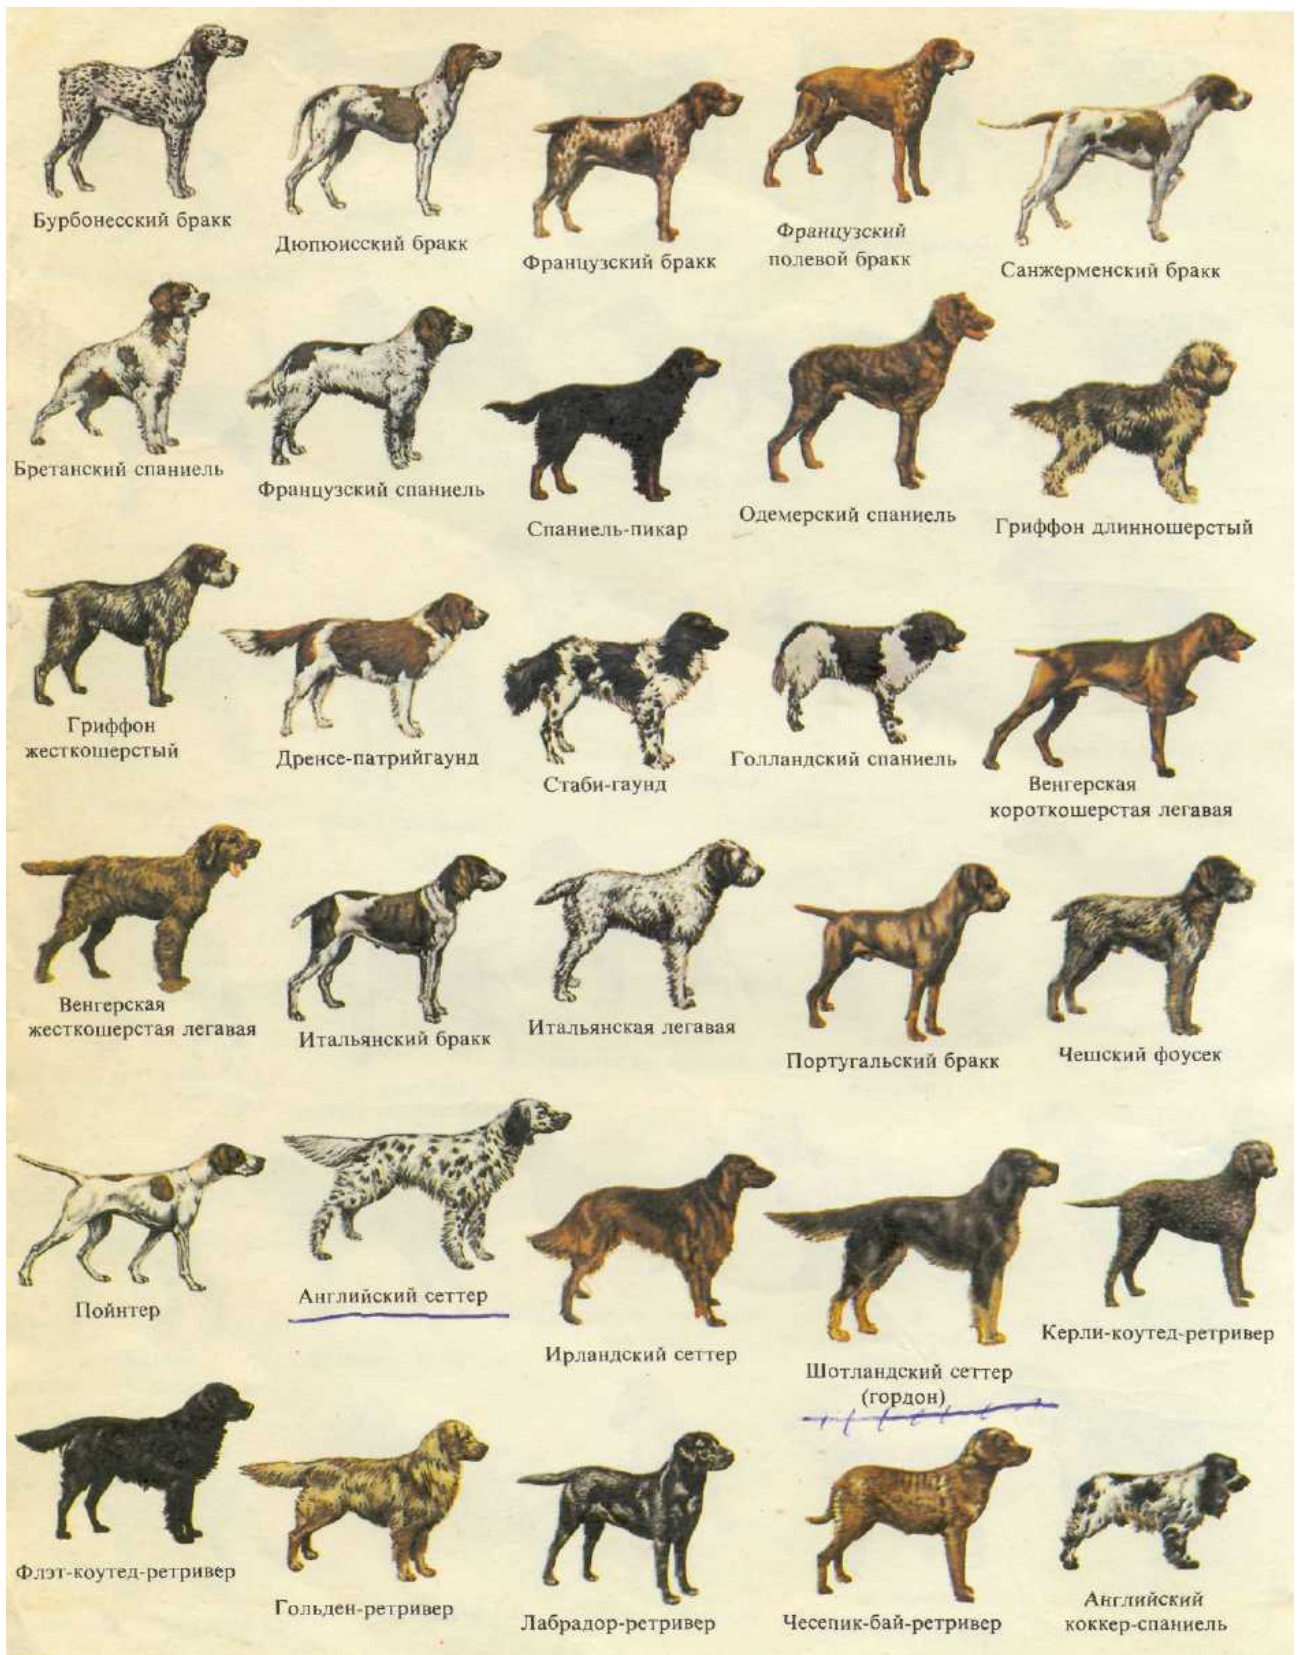 Бурбонесский бракк
Дюпюисский бракк
Французский бракк
Французский
полевой бракк
Санжерменский бракк
Бретанский спаниель
Французский спаниель
Спаниель-пикар
Одемерский спаниель
Гриффон длинношерстый
Гриффон
жесткошерстый
Дренсе-патрийгаунд
Стаби-гаунд
Голландский спаниель
Венгерская
короткошерстая легавая
Венгерская
жесткошерстая легавая
Итальянский бракк
Итальянская легавая
Португальский бракк
Чешский фоусек
Пойнтер
Английский сеттер
Ирландский сеттер
Шотландский сеттер
(гордон)
Керли-коутед-ретривер
Флэт-коутед-ретривер
Гольден-ретривер
Лабрадор-ретривер
Чесепик-бай-ретривер
Английский
коккер-спаниель